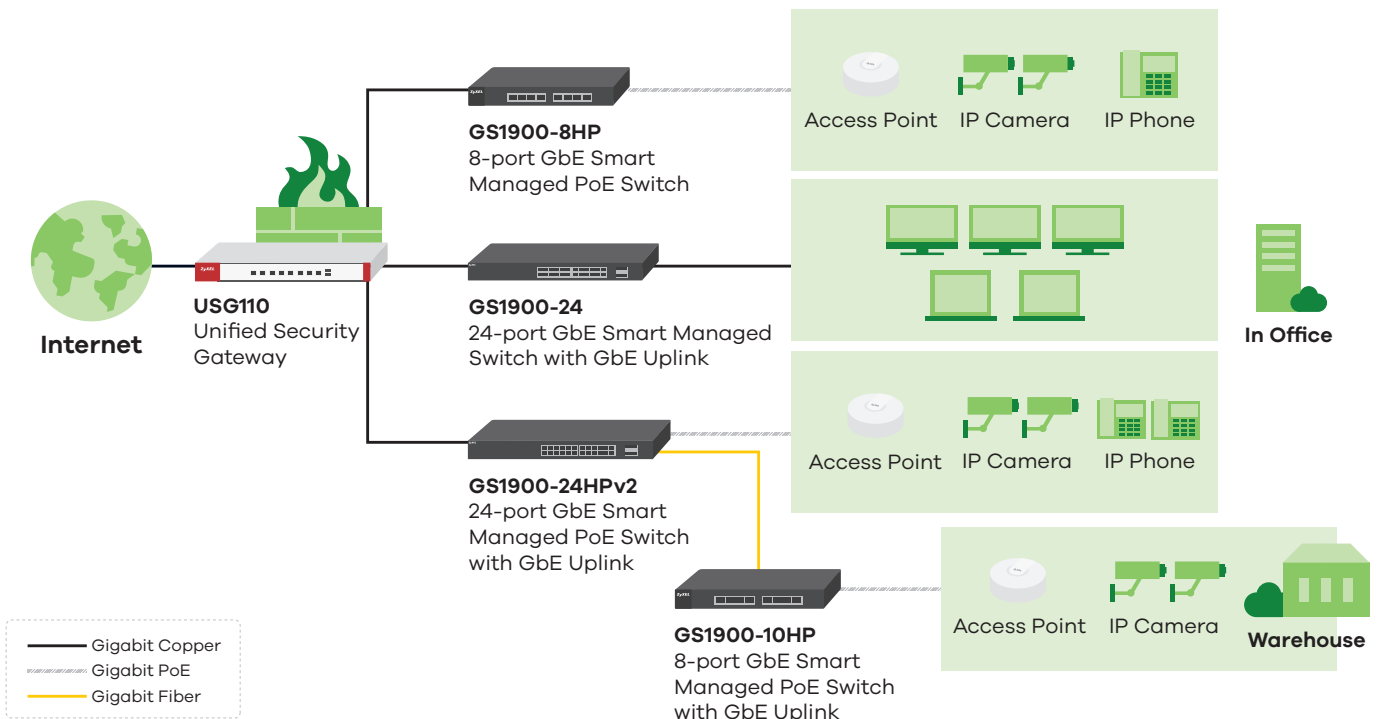 ZyXEL
GS1900-8HP
8-port GbE Smart
Managed PoE Switch
Access Point
IP Camera
IP Phone
Internet
ZyXEL
USG110
Unified Security
Gateway
GS1900-24
24-port GbE Smart Managed
Switch with GbE Uplink
In Office
GS1900-24HPv2
24-port GbE Smart
Managed PoE Switch
with GbE Uplink
Access Point
IP Camera
IP Phone
ZyXEL
GS1900-10HP
8-port GbE Smart
Managed PoE Switch
with GbE Uplink
Access Point
IP Camera
Warehouse
Gigabit Copper
Gigabit PoE
Gigabit Fiber